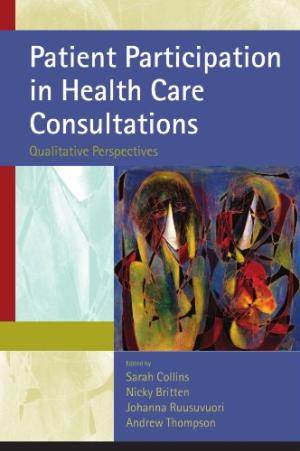 Patient Participation
in Health Care
Consultations
Qualitative Perspectives
Edited by
Sarah Collins
Nicky Britten
Johanna Ruusuvuori
Andrew Thompson